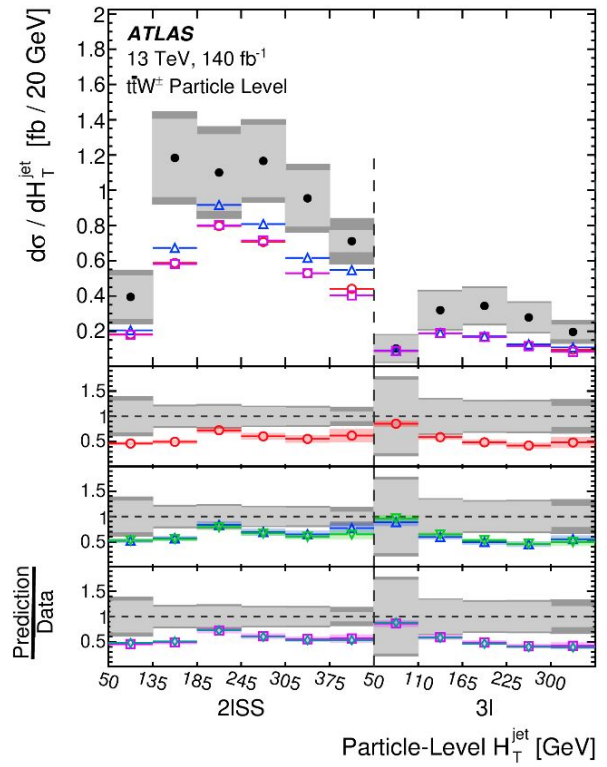 ATLAS
13 TeV, 140 fb⁻¹
tt̄W± Particle Level
dσ / dH_T^jet [fb / 20 GeV]
2
1.8
1.6
1.4
1.2
1
0.8
0.6
0.4
0.2
1.5
1
0.5
1.5
1
0.5
1.5
1
0.5
Prediction
Data
50 135 185 245 305 375 50 110 165 225 300
2lSS 3l
Particle-Level H_T^jet [GeV]